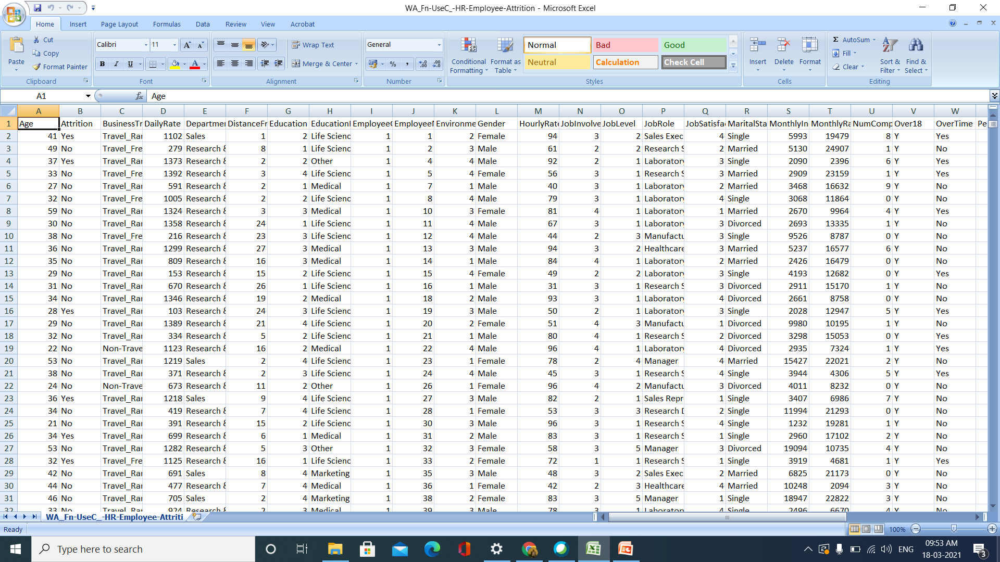 WA_Fn-UseC_-HR-Employee-Attrition - Microsoft Excel
Home Insert Page Layout Formulas Data Review View Acrobat
Paste Cut Copy Format Painter Clipboard
Calibri 11 A A B I U Font
Wrap Text Merge & Center Alignment
General % , .0 .00 Number
Conditional Formatting Format as Table Normal Bad Good Neutral Calculation Check Cell Styles
Insert Delete Format Cells
Σ AutoSum Fill Clear Sort & Filter Find & Select Editing
A1 fx Age
A B C D E F G H I J K L M N O P Q R S T U V W
1 Age Attrition BusinessTr DailyRate Departmen DistanceFr Education EducationI EmployeeC EmployeeN Environme Gender HourlyRate JobInvolve JobLevel JobRole JobSatisfac MaritalSta MonthlyIn MonthlyRa NumComp Over18 OverTime Pe
2 41 Yes Travel_Rar 1102 Sales 1 2 Life Scienc 1 1 2 Female 94 3 2 Sales Exec 4 Single 5993 19479 8 Y Yes
3 49 No Travel_Fre 279 Research & 8 1 Life Scienc 1 2 3 Male 61 2 2 Research S 2 Married 5130 24907 1 Y No
4 37 Yes Travel_Rar 1373 Research & 2 2 Other 1 4 4 Male 92 2 1 Laboratory 3 Single 2090 2396 6 Y Yes
5 33 No Travel_Fre 1392 Research & 3 4 Life Scienc 1 5 4 Female 56 3 1 Research S 3 Married 2909 23159 1 Y Yes
6 27 No Travel_Rar 591 Research & 2 1 Medical 1 7 1 Male 40 3 1 Laboratory 2 Married 3468 16632 9 Y No
7 32 No Travel_Fre 1005 Research & 2 2 Life Scienc 1 8 4 Male 79 3 1 Laboratory 4 Single 3068 11864 0 Y No
8 59 No Travel_Rar 1324 Research & 3 3 Medical 1 10 3 Female 81 4 1 Laboratory 1 Married 2670 9964 4 Y Yes
9 30 No Travel_Rar 1358 Research & 24 1 Life Scienc 1 11 4 Male 67 3 1 Laboratory 3 Divorced 2693 13335 1 Y No
10 38 No Travel_Fre 216 Research & 23 3 Life Scienc 1 12 4 Male 44 2 3 Manufactu 3 Single 9526 8787 0 Y No
11 36 No Travel_Rar 1299 Research & 27 3 Medical 1 13 3 Male 94 3 2 Healthcare 3 Married 5237 16577 6 Y No
12 35 No Travel_Rar 809 Research & 16 3 Medical 1 14 1 Male 84 4 1 Laboratory 2 Married 2426 16479 0 Y No
13 29 No Travel_Rar 153 Research & 15 2 Life Scienc 1 15 4 Female 49 2 2 Laboratory 3 Single 4193 12682 0 Y Yes
14 31 No Travel_Rar 670 Research & 26 1 Life Scienc 1 16 1 Male 31 3 1 Research S 3 Divorced 2911 15170 1 Y No
15 34 No Travel_Rar 1346 Research & 19 2 Medical 1 18 2 Male 93 3 1 Laboratory 4 Divorced 2661 8758 0 Y No
16 28 Yes Travel_Rar 103 Research & 24 3 Life Scienc 1 19 3 Male 50 2 1 Laboratory 3 Single 2028 12947 5 Y Yes
17 29 No Travel_Rar 1389 Research & 21 4 Life Scienc 1 20 2 Female 51 4 3 Manufactu 1 Divorced 9980 10195 1 Y No
18 32 No Travel_Rar 334 Research & 5 2 Life Scienc 1 21 1 Male 80 4 1 Research S 2 Divorced 3298 15053 0 Y Yes
19 22 No Non-Trave 1123 Research & 16 2 Medical 1 22 4 Male 96 4 1 Laboratory 4 Divorced 2935 7324 1 Y Yes
20 53 No Travel_Rar 1219 Sales 2 4 Life Scienc 1 23 1 Female 78 2 4 Manager 4 Married 15427 22021 2 Y No
21 38 No Travel_Rar 371 Research & 2 3 Life Scienc 1 24 4 Male 45 3 1 Research S 4 Single 3944 4306 5 Y Yes
22 24 No Non-Trave 673 Research & 11 2 Other 1 26 1 Female 96 4 2 Manufactu 3 Divorced 4011 8232 0 Y No
23 36 Yes Travel_Rar 1218 Sales 9 4 Life Scienc 1 27 3 Male 82 2 1 Sales Repr 1 Single 3407 6986 7 Y No
24 34 No Travel_Rar 419 Research & 7 4 Life Scienc 1 28 1 Female 53 3 3 Research D 2 Single 11994 21293 0 Y No
25 21 No Travel_Rar 391 Research & 15 2 Life Scienc 1 30 3 Male 96 3 1 Research S 4 Single 1232 19281 1 Y No
26 34 Yes Travel_Rar 699 Research & 6 1 Medical 1 31 2 Male 83 3 1 Research S 1 Single 2960 17102 2 Y No
27 53 No Travel_Rar 1282 Research & 5 3 Other 1 32 3 Female 58 3 5 Manager 3 Divorced 19094 10735 4 Y No
28 32 Yes Travel_Fre 1125 Research & 16 1 Life Scienc 1 33 2 Female 72 1 1 Research S 1 Single 3919 4681 1 Y Yes
29 42 No Travel_Rar 691 Sales 8 4 Marketing 1 35 3 Male 48 3 2 Sales Exec 2 Married 6825 21173 0 Y No
30 44 No Travel_Rar 477 Research & 7 4 Medical 1 36 1 Female 42 2 3 Healthcare 4 Married 10248 2094 3 Y No
31 46 No Travel_Rar 705 Sales 2 4 Marketing 1 38 2 Female 83 3 5 Manager 1 Single 18947 22822 3 Y No
32 33 No Travel_Rar 924 Research & 2 3 Medical 1 39 3 Male 78 3 1 Laboratory 4 Single 2496 6670 4 Y No
WA_Fn-UseC_-HR-Employee-Attriti
Ready 100%
Type here to search ENG 09:53 AM
18-03-2021 3